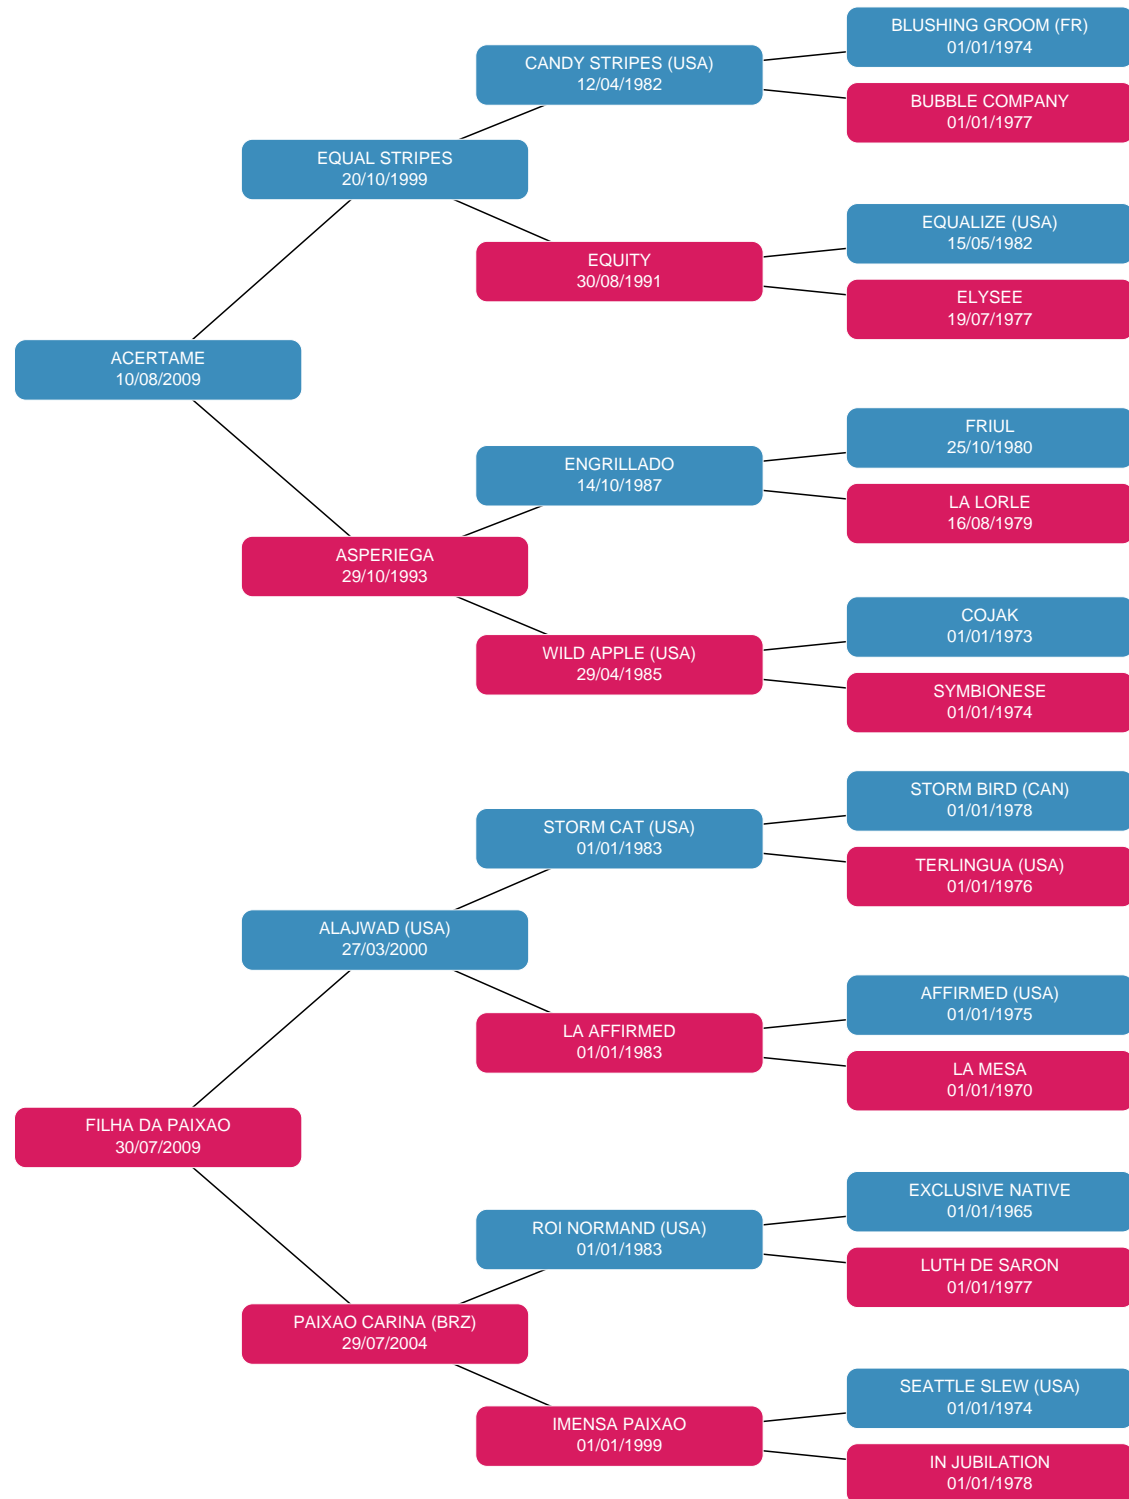 BLUSHING GROOM (FR)
01/01/1974
CANDY STRIPES (USA)
12/04/1982
BUBBLE COMPANY
01/01/1977
EQUAL STRIPES
20/10/1999
EQUALIZE (USA)
15/05/1982
EQUITY
30/08/1991
ELYSEE
19/07/1977
ACERTAME
10/08/2009
FRIUL
25/10/1980
ENGRILLADO
14/10/1987
LA LORLE
16/08/1979
ASPERIEGA
29/10/1993
COJAK
01/01/1973
WILD APPLE (USA)
29/04/1985
SYMBIONESE
01/01/1974
STORM BIRD (CAN)
01/01/1978
STORM CAT (USA)
01/01/1983
TERLINGUA (USA)
01/01/1976
ALAJWAD (USA)
27/03/2000
AFFIRMED (USA)
01/01/1975
LA AFFIRMED
01/01/1983
LA MESA
01/01/1970
FILHA DA PAIXAO
30/07/2009
EXCLUSIVE NATIVE
01/01/1965
ROI NORMAND (USA)
01/01/1983
LUTH DE SARON
01/01/1977
PAIXAO CARINA (BRZ)
29/07/2004
SEATTLE SLEW (USA)
01/01/1974
IMENSA PAIXAO
01/01/1999
IN JUBILATION
01/01/1978